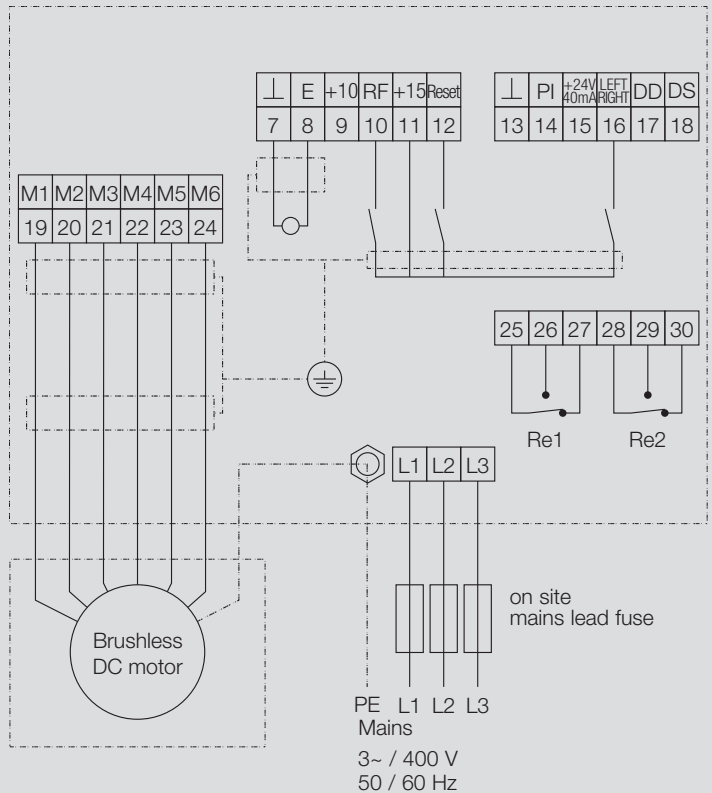 ⊥ E +10 RF +15 Reset
7 8 9 10 11 12
⊥ PI +24V 40mA LEFT RIGHT DD DS
13 14 15 16 17 18
M1 M2 M3 M4 M5 M6
19 20 21 22 23 24
25 26 27 28 29 30
Re1 Re2
L1 L2 L3
on site
mains lead fuse
Brushless
DC motor
PE L1 L2 L3
Mains
3~ / 400 V
50 / 60 Hz